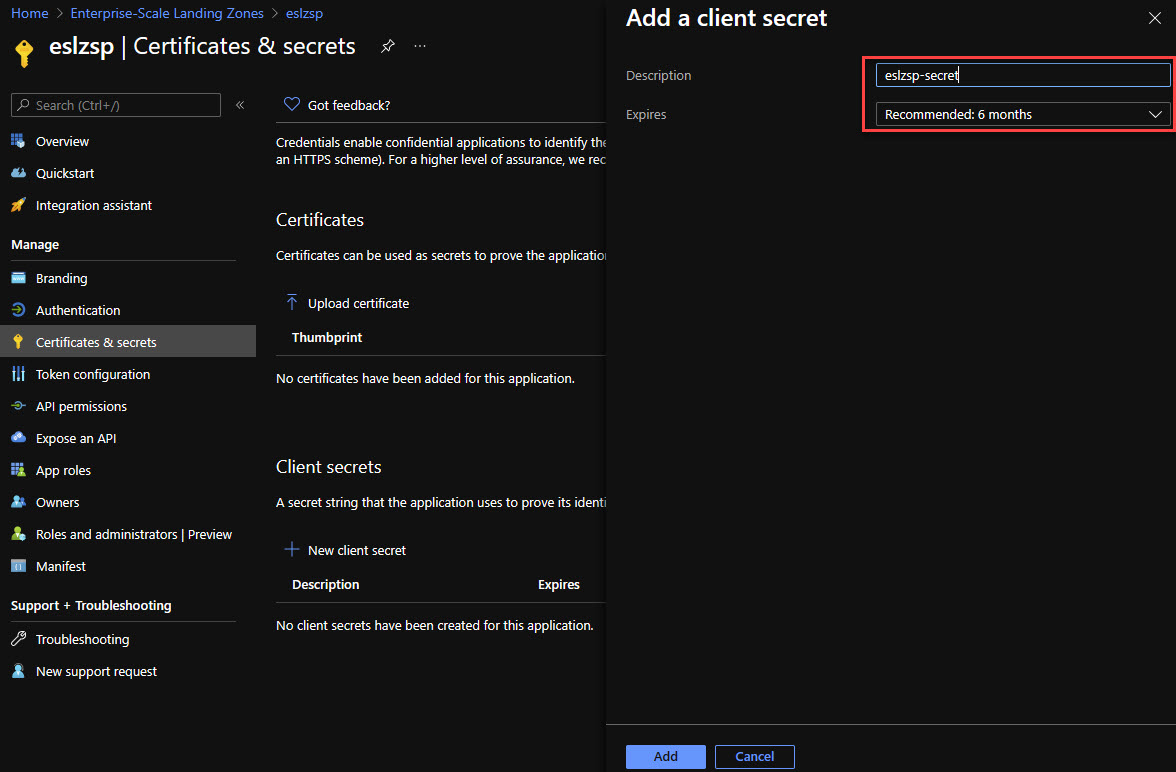 Home > Enterprise-Scale Landing Zones > eslzsp
eslzsp | Certificates & secrets
Search (Ctrl+/)
Overview
Quickstart
Integration assistant
Manage
Branding
Authentication
Certificates & secrets
Token configuration
API permissions
Expose an API
App roles
Owners
Roles and administrators | Preview
Manifest
Support + Troubleshooting
Troubleshooting
New support request
Got feedback?
Credentials enable confidential applications to identify the
an HTTPS scheme). For a higher level of assurance, we rec
Certificates
Certificates can be used as secrets to prove the application
Upload certificate
Thumbprint
No certificates have been added for this application.
Client secrets
A secret string that the application uses to prove its identi
New client secret
Description Expires
No client secrets have been created for this application.
Add a client secret
Description eslzsp-secret
Expires Recommended: 6 months
Add Cancel